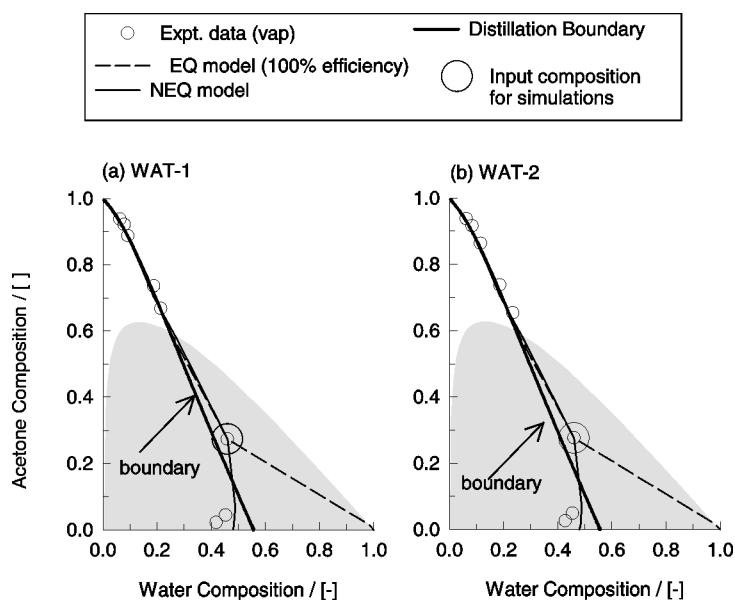 Expt. data (vap)
EQ model (100% efficiency)
NEQ model
Distillation Boundary
Input composition
for simulations
(a) WAT-1
(b) WAT-2
1.0
0.8
0.6
0.4
0.2
0.0
1.0
0.8
0.6
0.4
0.2
0.0
Acetone Composition / [ ]
boundary
boundary
0.0 0.2 0.4 0.6 0.8 1.0
0.0 0.2 0.4 0.6 0.8 1.0
Water Composition / [-]
Water Composition / [-]